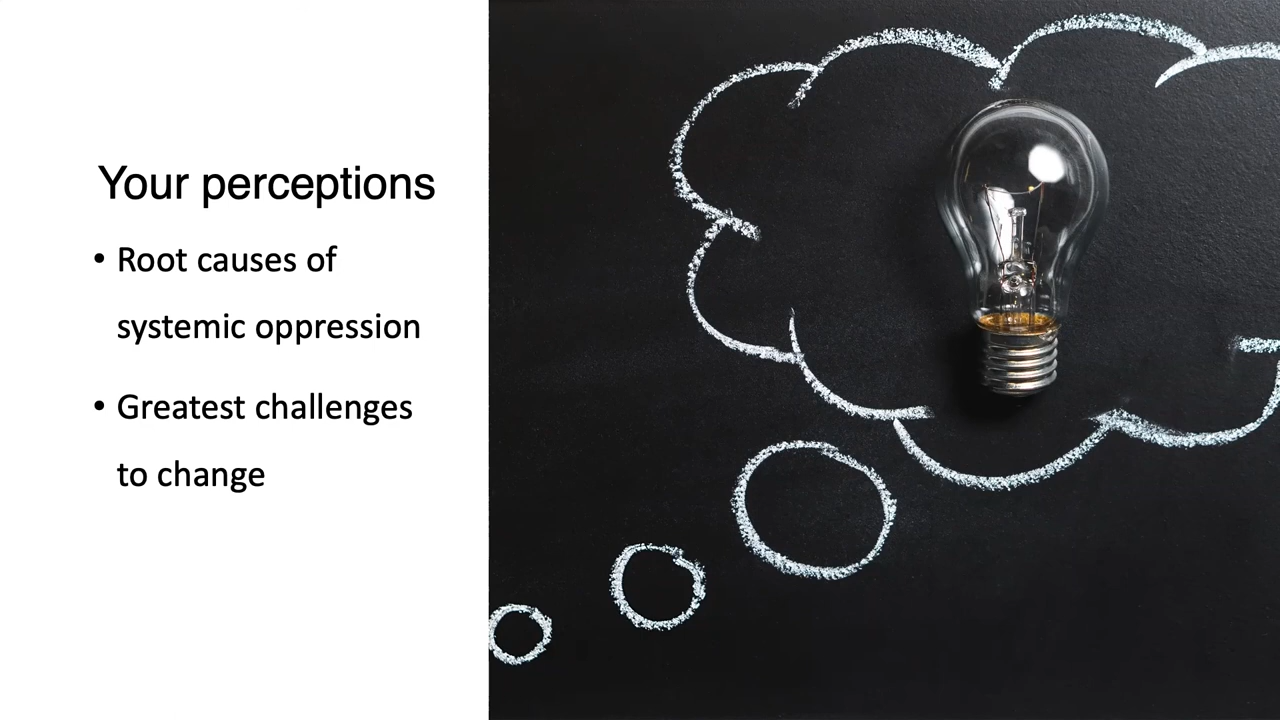 Your perceptions
• Root causes of
systemic oppression
• Greatest challenges
to change